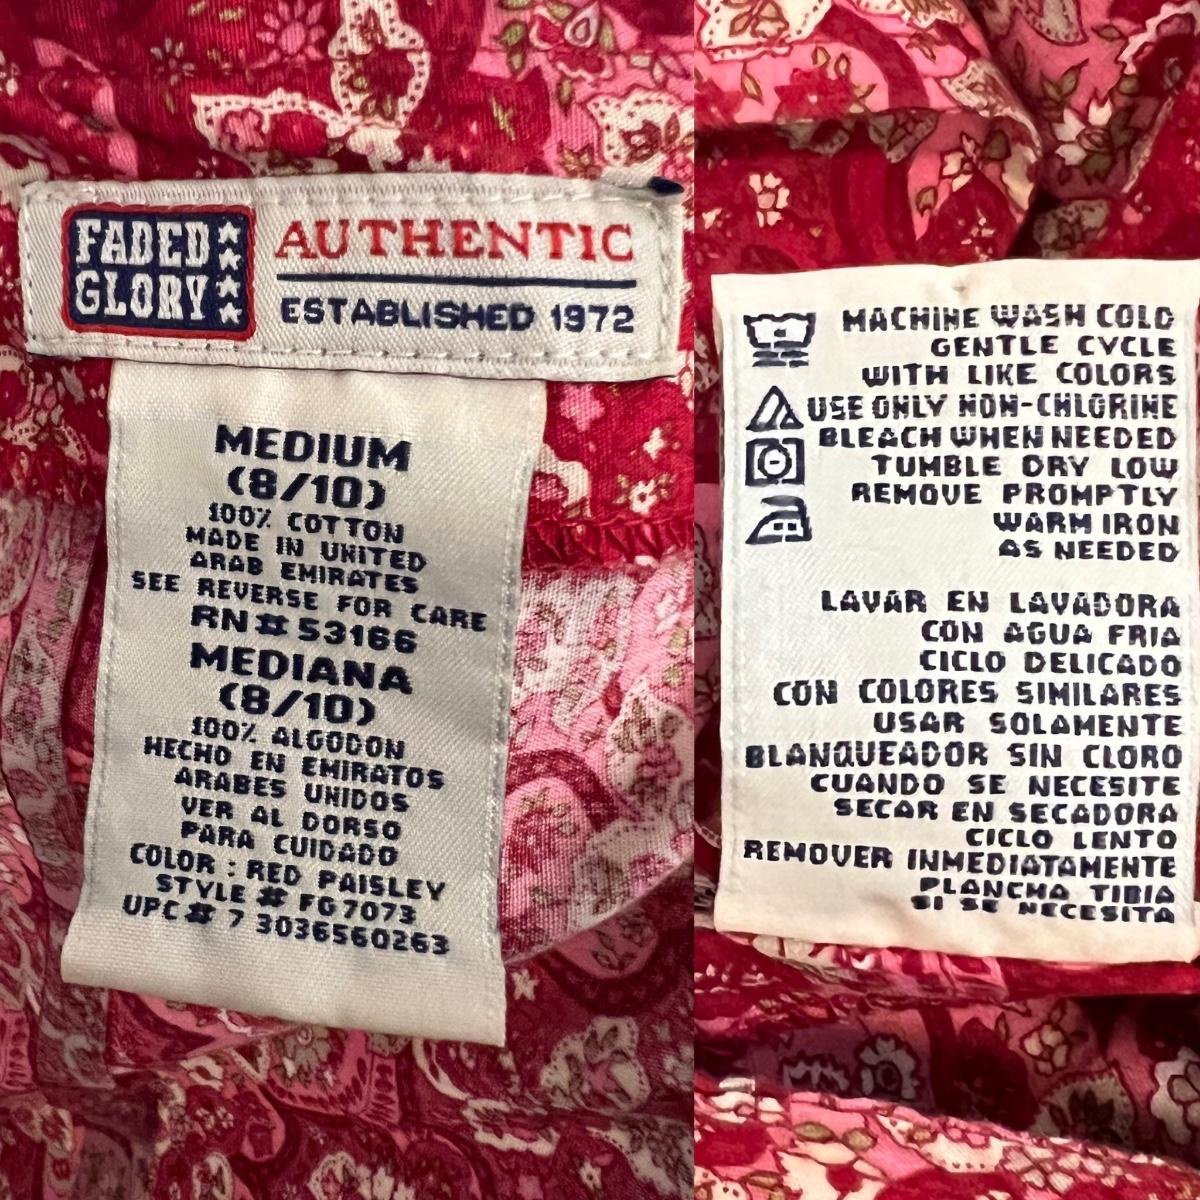 FADED
GLORY
AUTHENTIC
ESTABLISHED 1972
MEDIUM
(8/10)
100% COTTON
MADE IN UNITED
ARAB EMIRATES
SEE REVERSE FOR CARE
RN# 53166
MEDIANA
(8/10)
100% ALGODON
HECHO EN EMIRATOS
ARABES UNIDOS
VER AL DORSO
PARA CUIDADO
COLOR : RED PAISLEY
STYLE # FG7073
UPC# 7 3036560263
MACHINE WASH COLD
GENTLE CYCLE
WITH LIKE COLORS
USE ONLY NON-CHLORINE
BLEACH WHEN NEEDED
TUMBLE DRY LOW
REMOVE PROMPTLY
WARM IRON
AS NEEDED
LAVAR EN LAVADORA
CON AGUA FRIA
CICLO DELICADO
CON COLORES SIMILARES
USAR SOLAMENTE
BLANQUEADOR SIN CLORO
CUANDO SE NECESITE
SECAR EN SECADORA
CICLO LENTO
REMOVER INMEDIATAMENTE
PLANCHA TIBIA
SI SE NECESITA